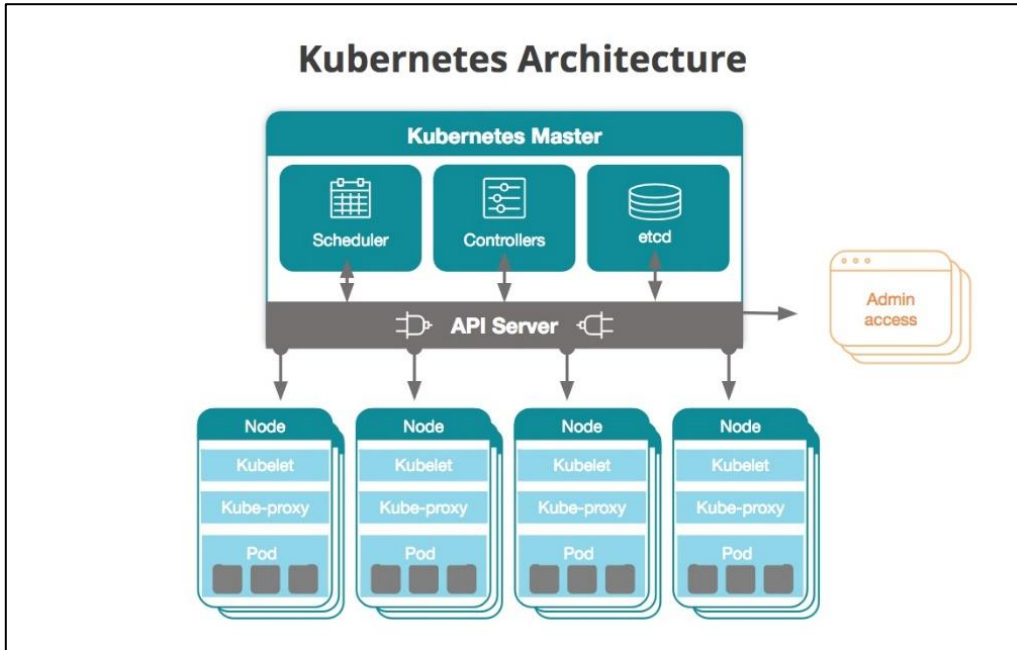 Kubernetes Architecture
Kubernetes Master
Scheduler
Controllers
etcd
API Server
Admin
access
Node
Kubelet
Kube-proxy
Pod
Node
Kubelet
Kube-proxy
Pod
Node
Kubelet
Kube-proxy
Pod
Node
Kubelet
Kube-proxy
Pod